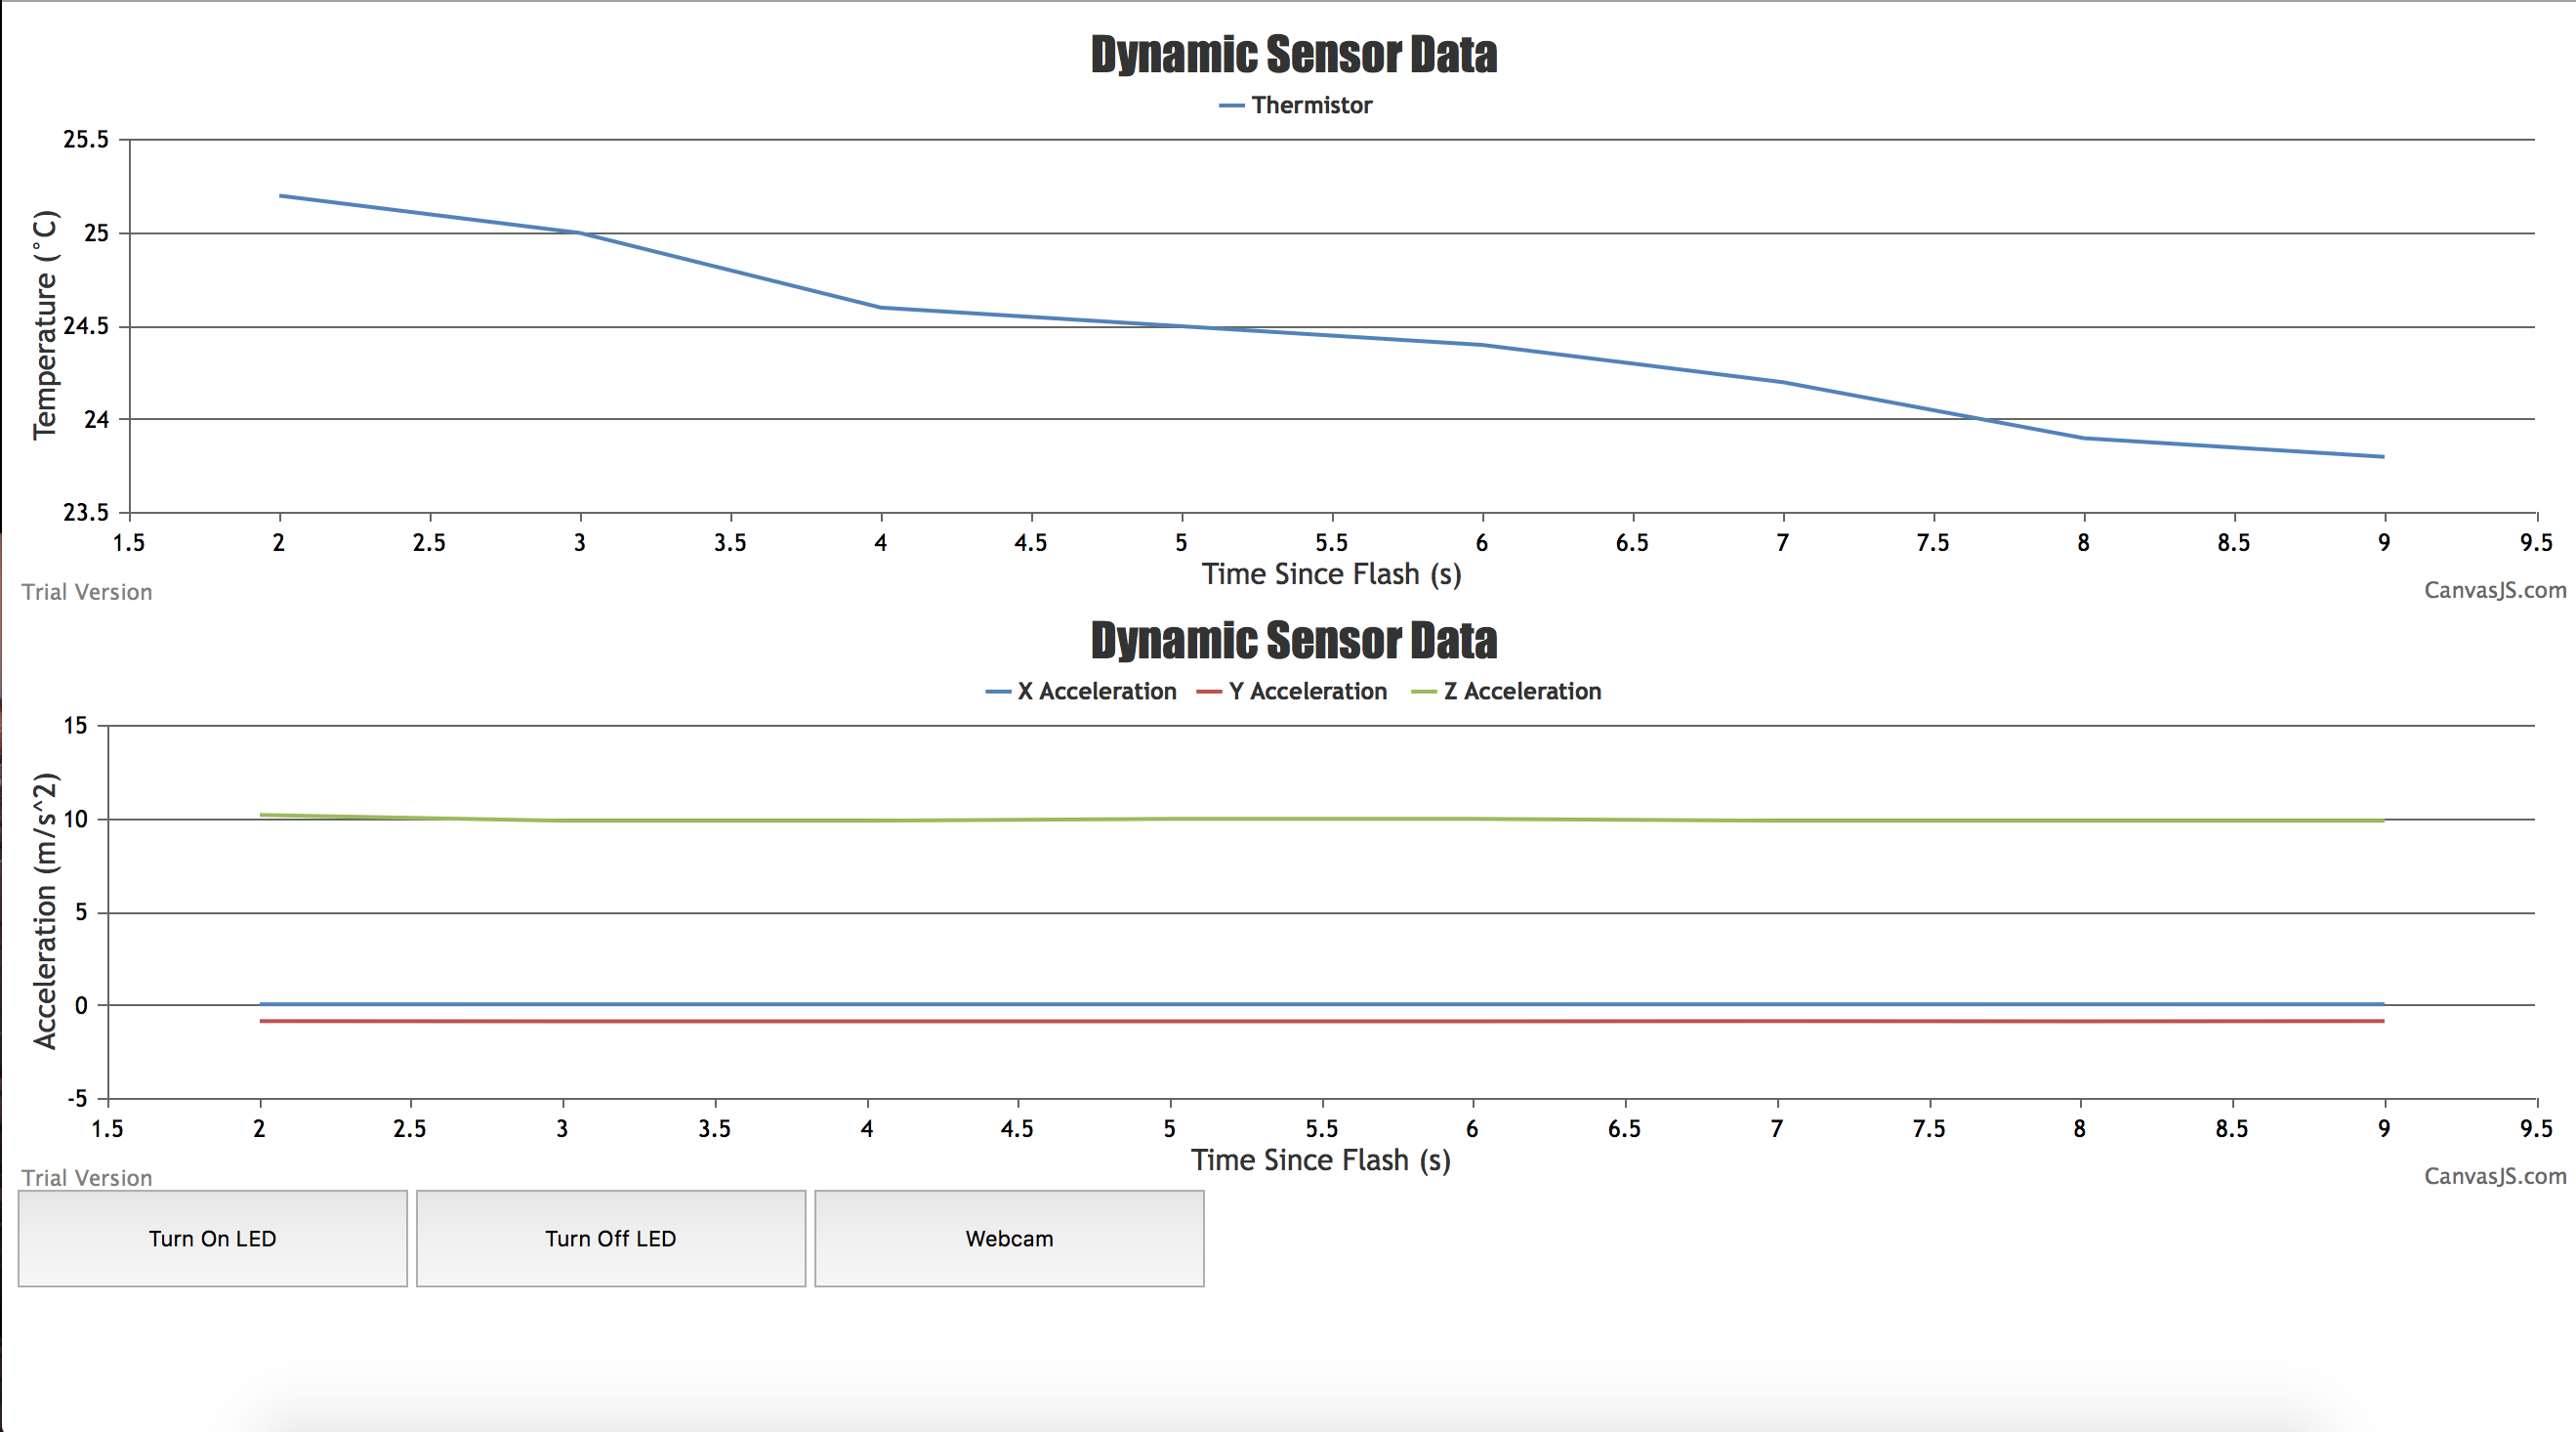 Dynamic Sensor Data
Thermistor
Temperature (°C)
25.5
25
24.5
24
23.5
1.5 2 2.5 3 3.5 4 4.5 5 5.5 6 6.5 7 7.5 8 8.5 9 9.5
Time Since Flash (s)
Trial Version CanvasJS.com
Dynamic Sensor Data
X Acceleration Y Acceleration Z Acceleration
Acceleration (m/s^2)
15
10
5
0
-5
1.5 2 2.5 3 3.5 4 4.5 5 5.5 6 6.5 7 7.5 8 8.5 9 9.5
Time Since Flash (s)
Trial Version CanvasJS.com
Turn On LED Turn Off LED Webcam